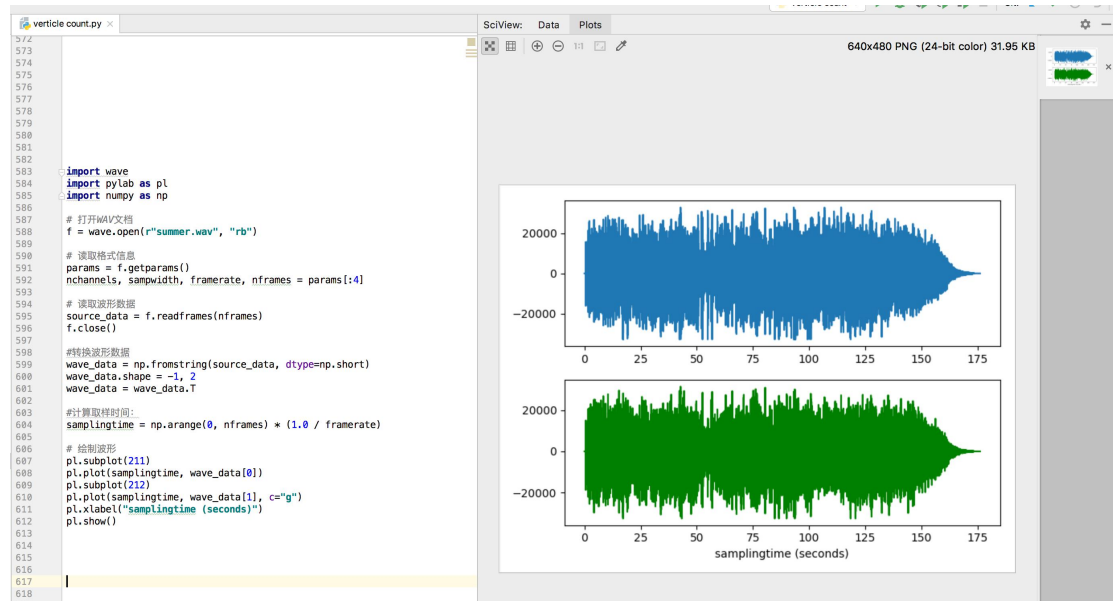 verticle count.py
SciView:
Data
Plots
1:1
640x480 PNG (24-bit color) 31.95 KB
572
573
574
575
576
577
578
579
580
581
582
583 import wave
584 import pylab as pl
585 import numpy as np
586
587 # 打开WAV文档
588 f = wave.open(r"summer.wav", "rb")
589
590 # 读取格式信息
591 params = f.getparams()
592 nchannels, sampwidth, framerate, nframes = params[:4]
593
594 # 读取波形数据
595 source_data = f.readframes(nframes)
596 f.close()
597
598 #转换波形数据
599 wave_data = np.fromstring(source_data, dtype=np.short)
600 wave_data.shape = -1, 2
601 wave_data = wave_data.T
602
603 #计算取样时间：
604 samplingtime = np.arange(0, nframes) * (1.0 / framerate)
605
606 # 绘制波形
607 pl.subplot(211)
608 pl.plot(samplingtime, wave_data[0])
609 pl.subplot(212)
610 pl.plot(samplingtime, wave_data[1], c="g")
611 pl.xlabel("samplingtime (seconds)")
612 pl.show()
613
614
615
616
617
618
20000
0
−20000
0 25 50 75 100 125 150 175
20000
0
−20000
0 25 50 75 100 125 150 175
samplingtime (seconds)